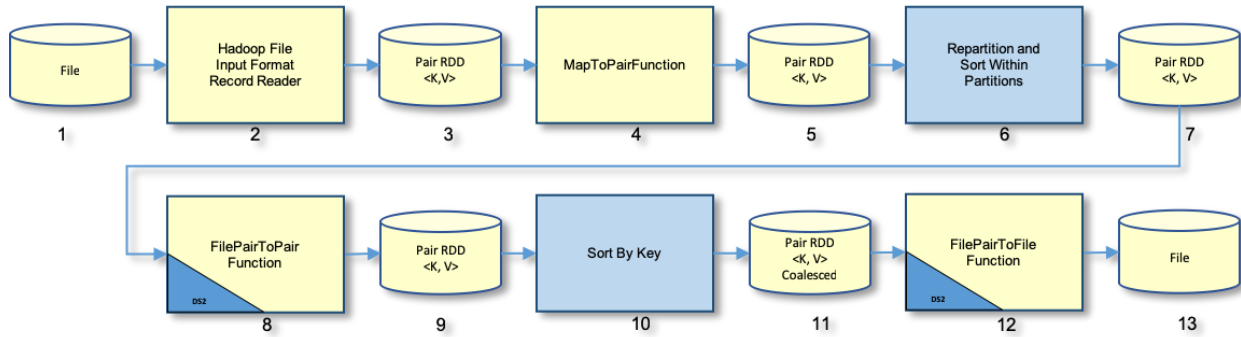 File
Hadoop File
Input Format
Record Reader
Pair RDD
<K,V>
MapToPairFunction
Pair RDD
<K, V>
Repartition and
Sort Within
Partitions
Pair RDD
<K, V>
1
2
3
4
5
6
7
FilePairToPair
Function
DS2
Pair RDD
<K, V>
Sort By Key
Pair RDD
<K, V>
Coalesced
FilePairToFile
Function
DS2
File
8
9
10
11
12
13